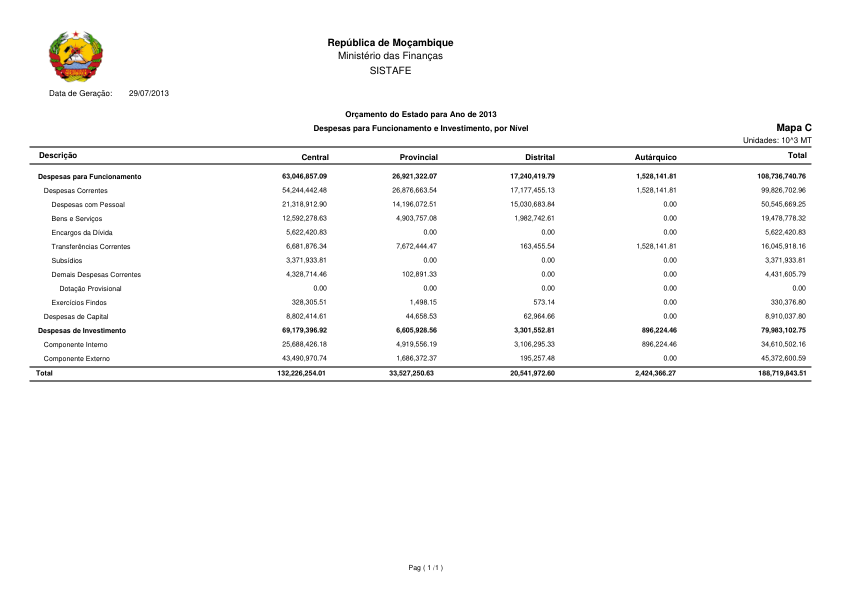 República de Moçambique
Ministério das Finanças
SISTAFE
Data de Geração: 29/07/2013
Orçamento do Estado para Ano de 2013
Despesas para Funcionamento e Investimento, por Nível Mapa C
Unidades: 10^3 MT
Descrição Central Provincial Distrital Autárquico Total
Despesas para Funcionamento 63,046,857.09 26,921,322.07 17,240,419.79 1,528,141.81 108,736,740.76
Despesas Correntes 54,244,442.48 26,876,663.54 17,177,455.13 1,528,141.81 99,826,702.96
Despesas com Pessoal 21,318,912.90 14,196,072.51 15,030,683.84 0.00 50,545,669.25
Bens e Serviços 12,592,278.63 4,903,757.08 1,982,742.61 0.00 19,478,778.32
Encargos da Dívida 5,622,420.83 0.00 0.00 0.00 5,622,420.83
Transferências Correntes 6,681,876.34 7,672,444.47 163,455.54 1,528,141.81 16,045,918.16
Subsídios 3,371,933.81 0.00 0.00 0.00 3,371,933.81
Demais Despesas Correntes 4,328,714.46 102,891.33 0.00 0.00 4,431,605.79
Dotação Provisional 0.00 0.00 0.00 0.00 0.00
Exercícios Findos 328,305.51 1,498.15 573.14 0.00 330,376.80
Despesas de Capital 8,802,414.61 44,658.53 62,964.66 0.00 8,910,037.80
Despesas de Investimento 69,179,396.92 6,605,928.56 3,301,552.81 896,224.46 79,983,102.75
Componente Interno 25,688,426.18 4,919,556.19 3,106,295.33 896,224.46 34,610,502.16
Componente Externo 43,490,970.74 1,686,372.37 195,257.48 0.00 45,372,600.59
Total 132,226,254.01 33,527,250.63 20,541,972.60 2,424,366.27 188,719,843.51
Pag ( 1 /1 )